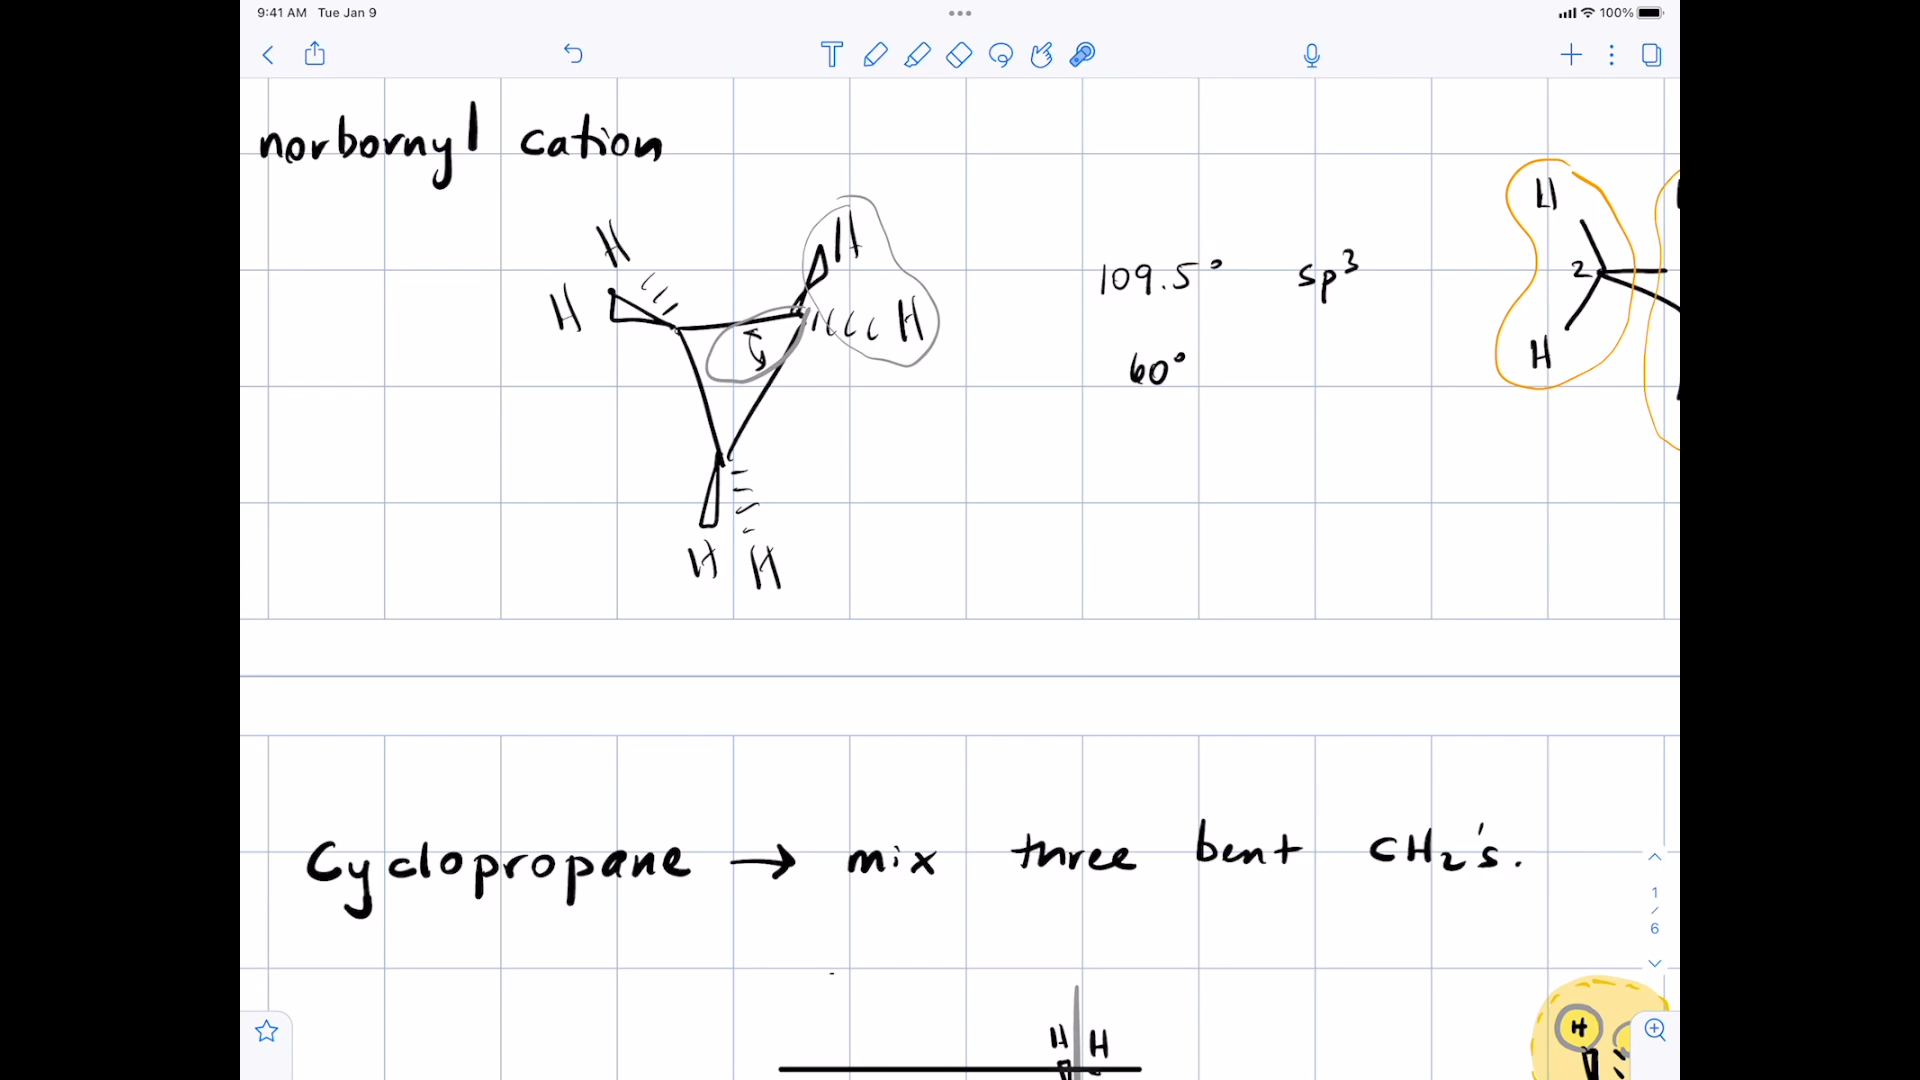 9:41 AM Tue Jan 9
100%
norbornyl cation
H
H
H
H
H H
109.5° sp³
60°
H
2
H
Cyclopropane → mix three bent CH₂'s.
1
/
6
H H
H